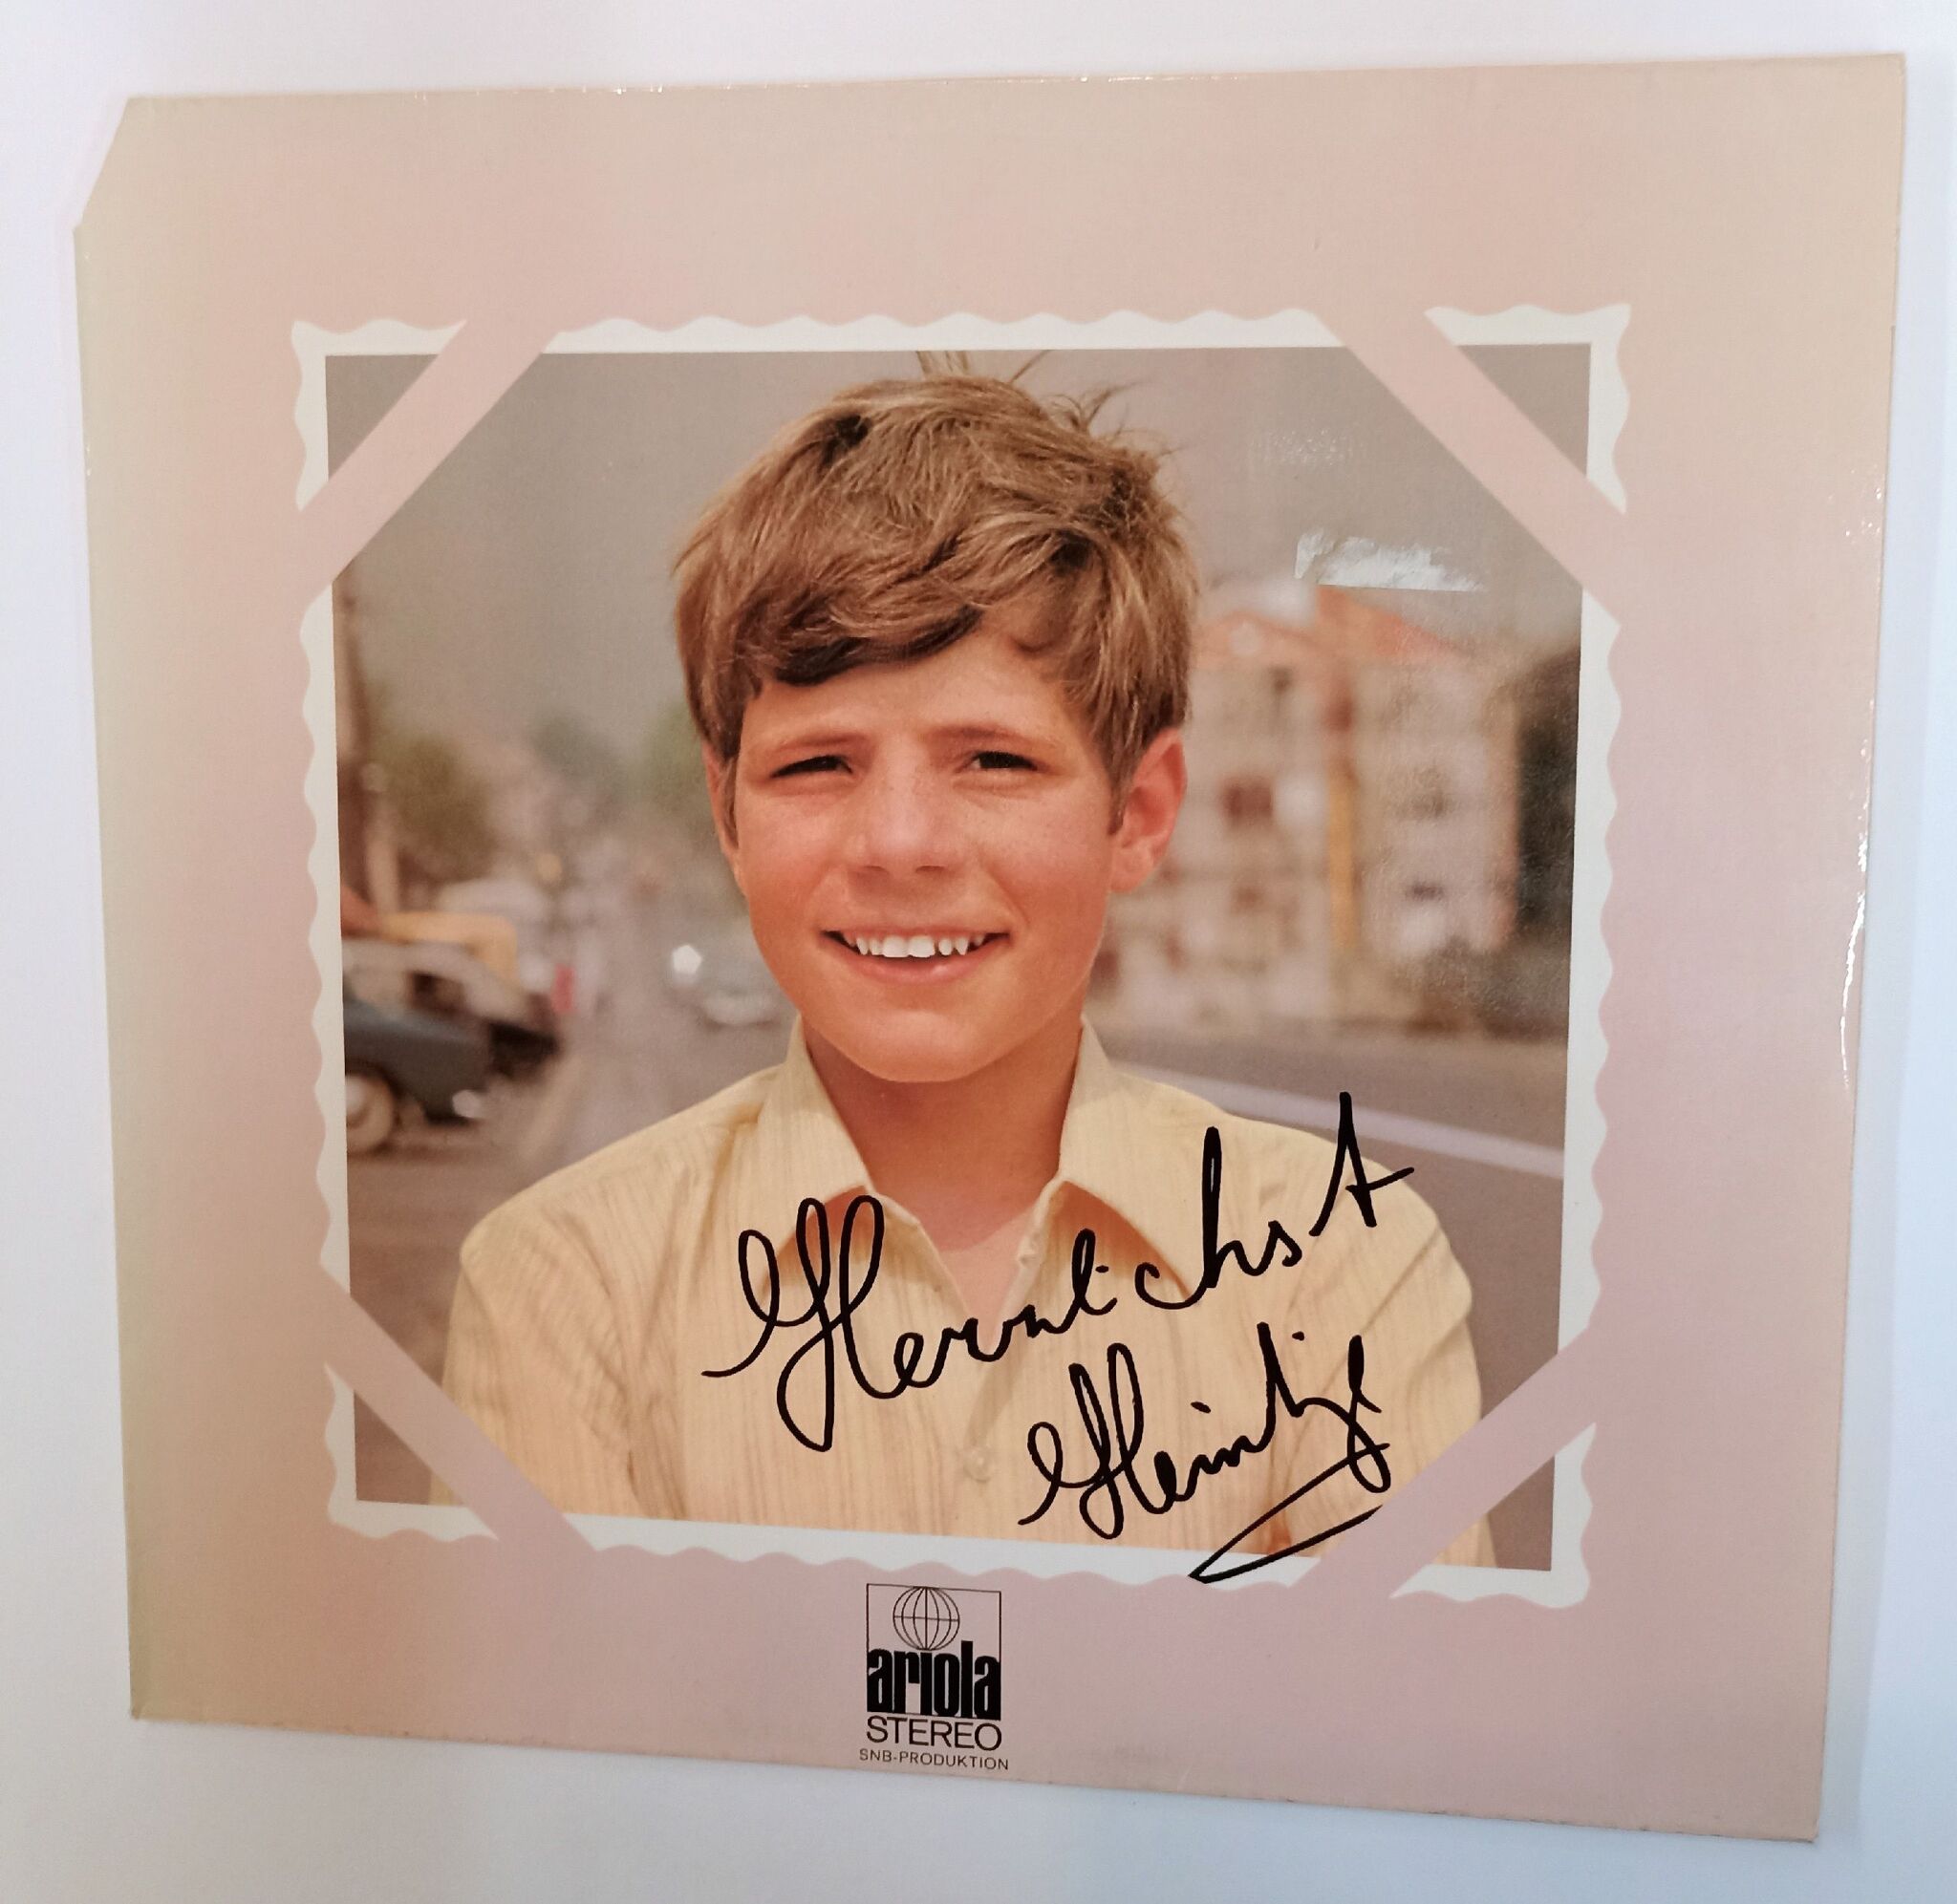 Herzlichst
Heintje
ariola
STEREO
SNB-PRODUKTION